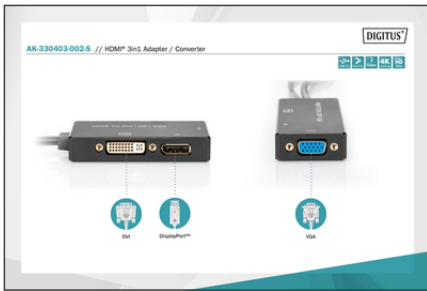 DIGITUS®
AK-330403-002-S // HDMI® 3in1 Adapter / Converter
4K
HD
DVI
DisplayPort™
VGA